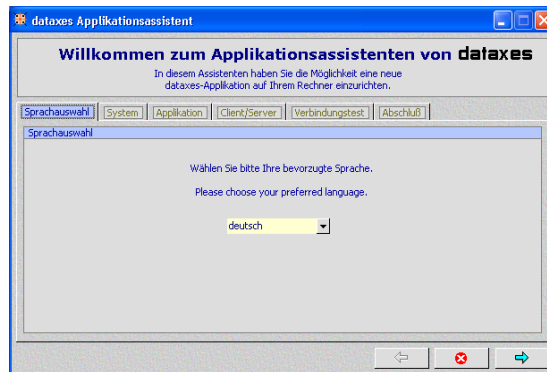 dataxes Applikationsassistent
Willkommen zum Applikationsassistenten von dataxes
In diesem Assistenten haben Sie die Möglichkeit eine neue
dataxes-Applikation auf Ihrem Rechner einzurichten.
Sprachauswahl System Applikation Client/Server Verbindungstest Abschluß
Sprachauswahl
Wählen Sie bitte Ihre bevorzugte Sprache.
Please choose your preferred language.
deutsch